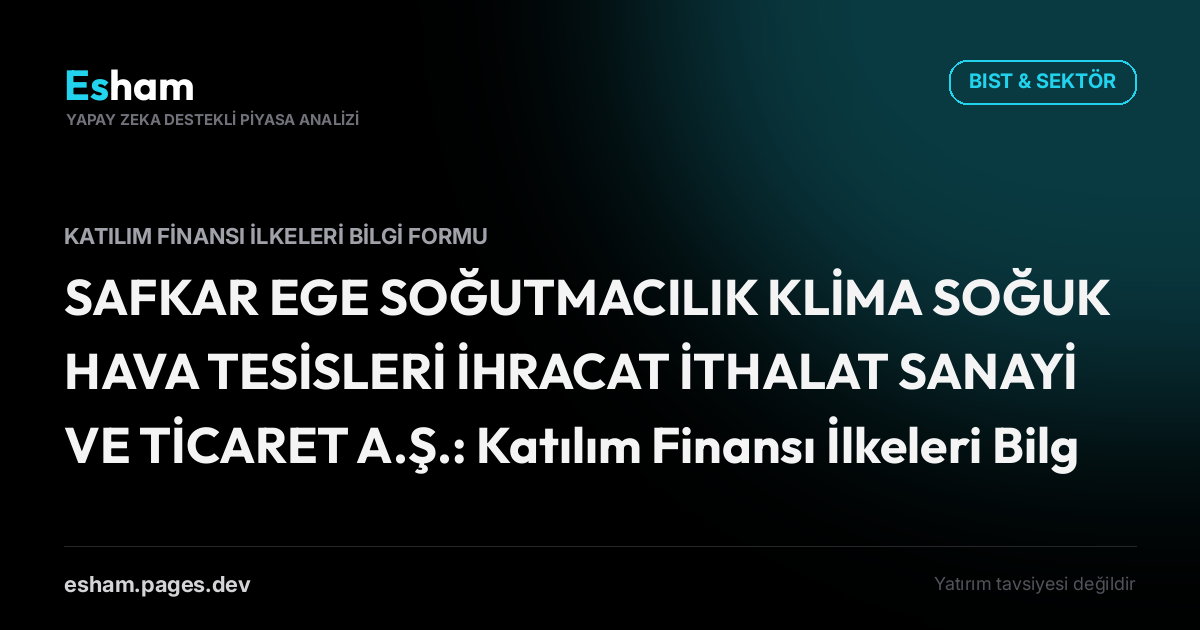 Esham
YAPAY ZEKA DESTEKLİ PİYASA ANALİZİ
BIST & SEKTÖR
KATILIM FİNANSI İLKELERİ BİLGİ FORMU
SAFKAR EGE SOĞUTMACILIK KLİMA SOĞUK
HAVA TESİSLERİ İHRACAT İTHALAT SANAYİ
VE TİCARET A.Ş.: Katılım Finansı İlkeleri Bilg
esham.pages.dev
Yatırım tavsiyesi değildir